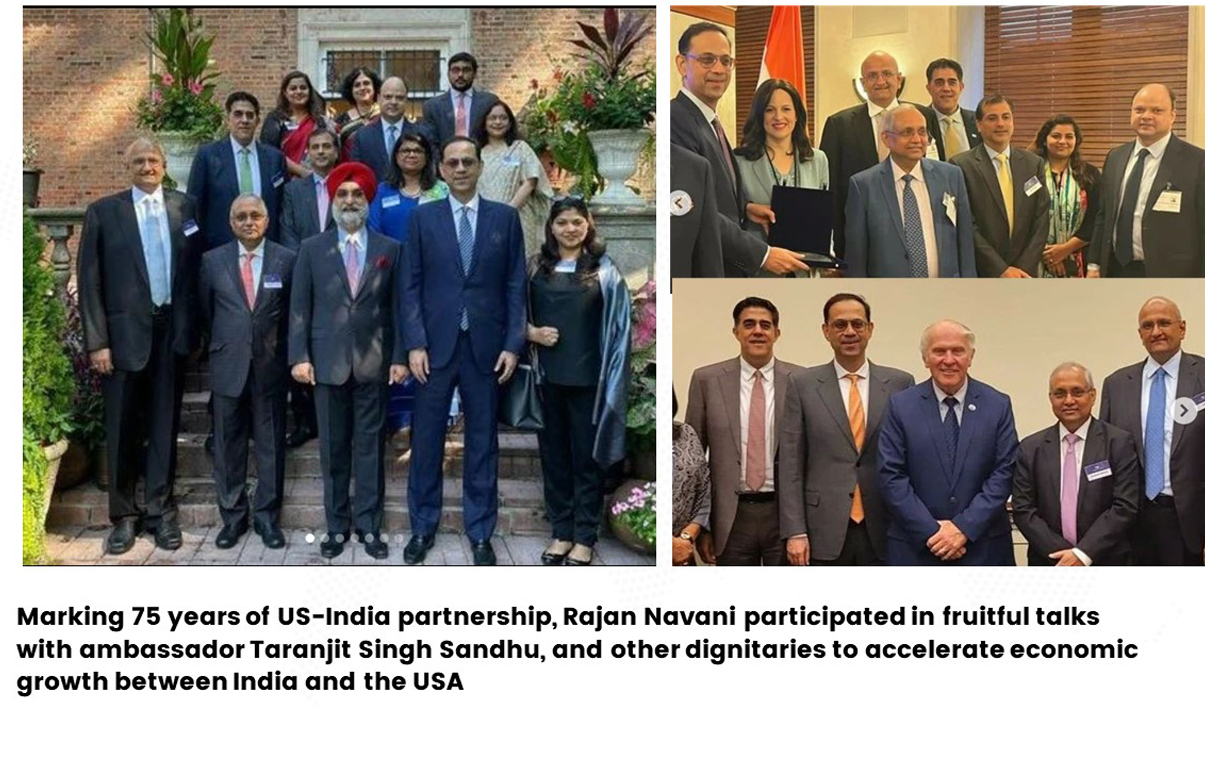 Marking 75 years of US-India partnership, Rajan Navani participated in fruitful talks
with ambassador Taranjit Singh Sandhu, and other dignitaries to accelerate economic
growth between India and the USA